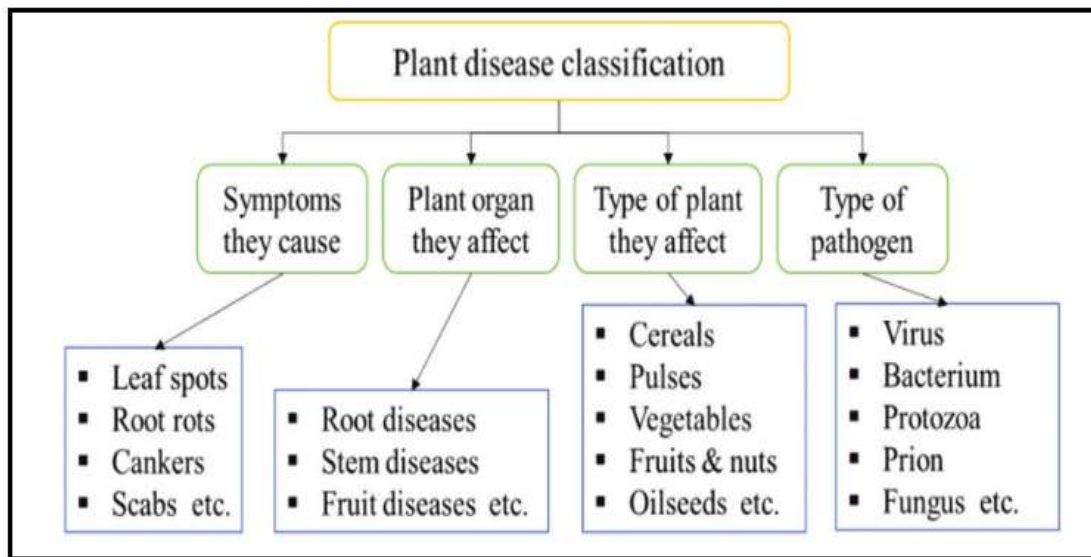 Plant disease classification
Symptoms
they cause
Plant organ
they affect
Type of plant
they affect
Type of
pathogen
▪ Leaf spots
▪ Root rots
▪ Cankers
▪ Scabs etc.
▪ Root diseases
▪ Stem diseases
▪ Fruit diseases etc.
▪ Cereals
▪ Pulses
▪ Vegetables
▪ Fruits & nuts
▪ Oilseeds etc.
▪ Virus
▪ Bacterium
▪ Protozoa
▪ Prion
▪ Fungus etc.